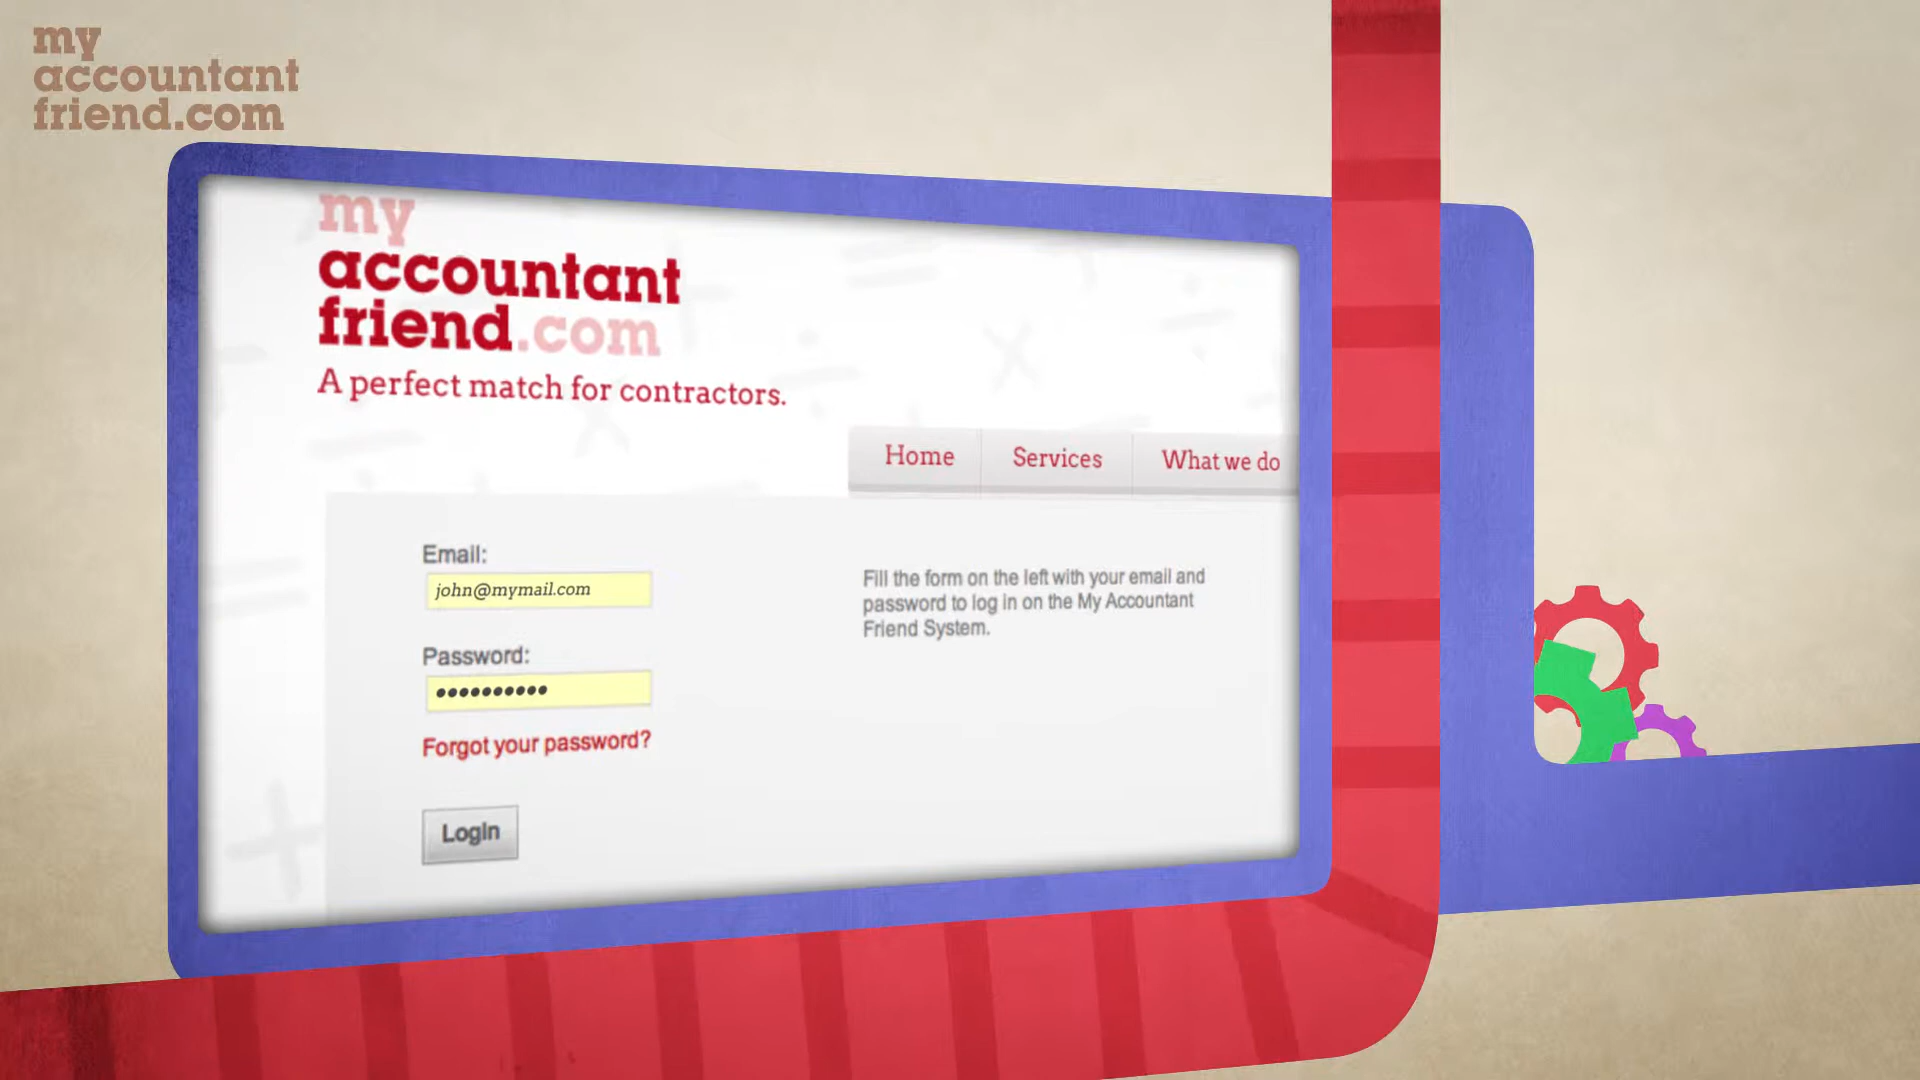 my
accountant
friend.com
my
accountant
friend.com
A perfect match for contractors.
Home Services What we do
Email:
john@mymail.com
Fill the form on the left with your email and
password to log in on the My Accountant
Friend System.
Password:
••••••••••
Forgot your password?
Login